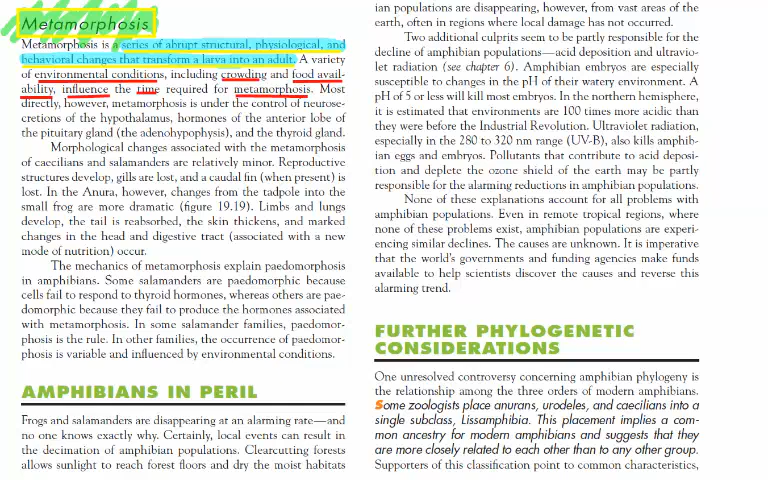 Metamorphosis
Metamorphosis is a series of abrupt structural, physiological, and
behavioral changes that transform a larva into an adult. A variety
of environmental conditions, including crowding and food avail-
ability, influence the time required for metamorphosis. Most
directly, however, metamorphosis is under the control of neurose-
cretions of the hypothalamus, hormones of the anterior lobe of
the pituitary gland (the adenohypophysis), and the thyroid gland.
Morphological changes associated with the metamorphosis
of caecilians and salamanders are relatively minor. Reproductive
structures develop, gills are lost, and a caudal fin (when present) is
lost. In the Anura, however, changes from the tadpole into the
small frog are more dramatic (figure 19.19). Limbs and lungs
develop, the tail is reabsorbed, the skin thickens, and marked
changes in the head and digestive tract (associated with a new
mode of nutrition) occur.
The mechanics of metamorphosis explain paedomorphosis
in amphibians. Some salamanders are paedomorphic because
cells fail to respond to thyroid hormones, whereas others are pae-
domorphic because they fail to produce the hormones associated
with metamorphosis. In some salamander families, paedomor-
phosis is the rule. In other families, the occurrence of paedomor-
phosis is variable and influenced by environmental conditions.
AMPHIBIANS IN PERIL
Frogs and salamanders are disappearing at an alarming rate—and
no one knows exactly why. Certainly, local events can result in
the decimation of amphibian populations. Clearcutting forests
allows sunlight to reach forest floors and dry the moist habitats
ian populations are disappearing, however, from vast areas of the
earth, often in regions where local damage has not occurred.
Two additional culprits seem to be partly responsible for the
decline of amphibian populations—acid deposition and ultravio-
let radiation (see chapter 6). Amphibian embryos are especially
susceptible to changes in the pH of their watery environment. A
pH of 5 or less will kill most embryos. In the northern hemisphere,
it is estimated that environments are 100 times more acidic than
they were before the Industrial Revolution. Ultraviolet radiation,
especially in the 280 to 320 nm range (UV-B), also kills amphib-
ian eggs and embryos. Pollutants that contribute to acid deposi-
tion and deplete the ozone shield of the earth may be partly
responsible for the alarming reductions in amphibian populations.
None of these explanations account for all problems with
amphibian populations. Even in remote tropical regions, where
none of these problems exist, amphibian populations are experi-
encing similar declines. The causes are unknown. It is imperative
that the world's governments and funding agencies make funds
available to help scientists discover the causes and reverse this
alarming trend.
FURTHER PHYLOGENETIC
CONSIDERATIONS
One unresolved controversy concerning amphibian phylogeny is
the relationship among the three orders of modern amphibians.
Some zoologists place anurans, urodeles, and caecilians into a
single subclass, Lissamphibia. This placement implies a com-
mon ancestry for modern amphibians and suggests that they
are more closely related to each other than to any other group.
Supporters of this classification point to common characteristics,